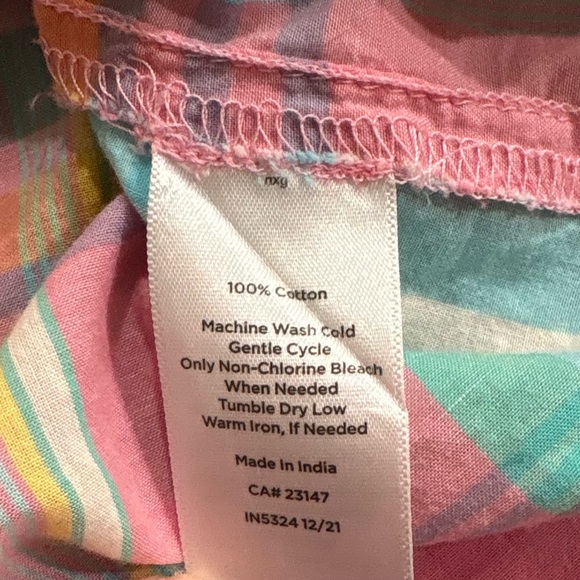 nxg
100% Cotton
Machine Wash Cold
Gentle Cycle
Only Non-Chlorine Bleach
When Needed
Tumble Dry Low
Warm Iron, If Needed
Made In India
CA# 23147
IN5324 12/21